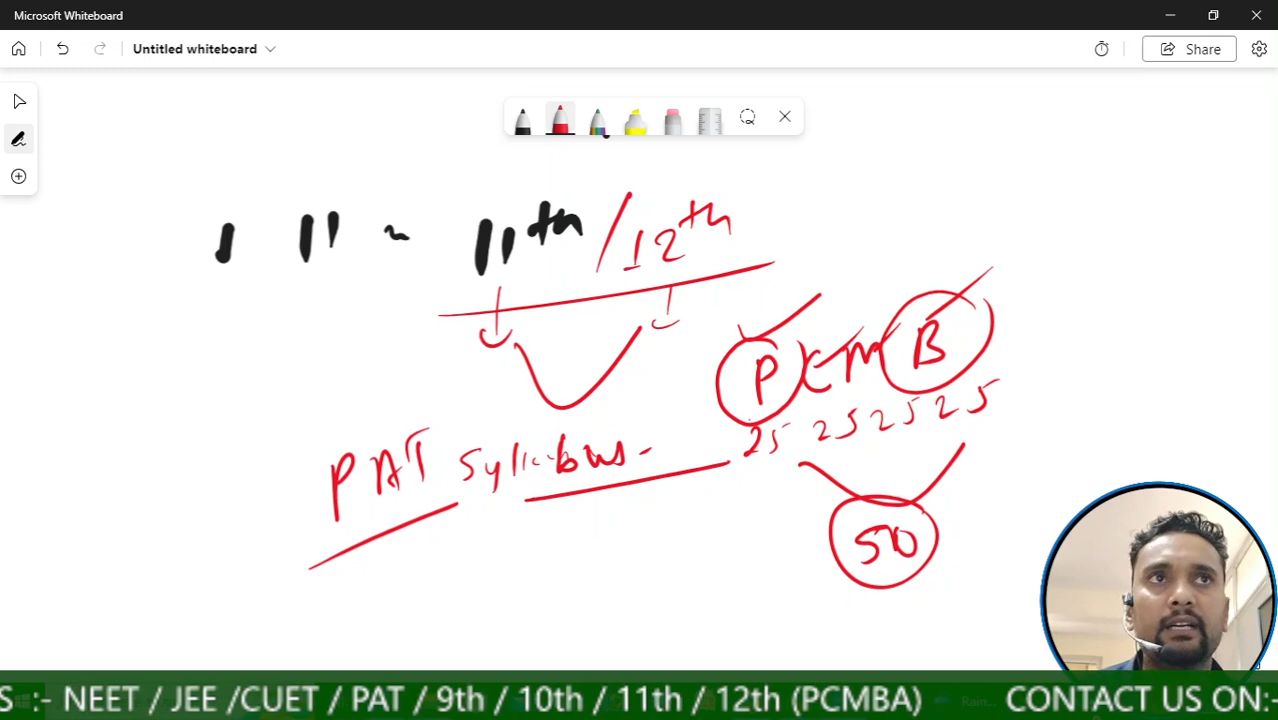 Microsoft Whiteboard
Untitled whiteboard
Share
11th / 12th
P C M B
25 25 25 25
PAT Syllabus -
50
S :- NEET / JEE /CUET / PAT / 9th / 10th / 11th / 12th (PCMBA) CONTACT US ON:-